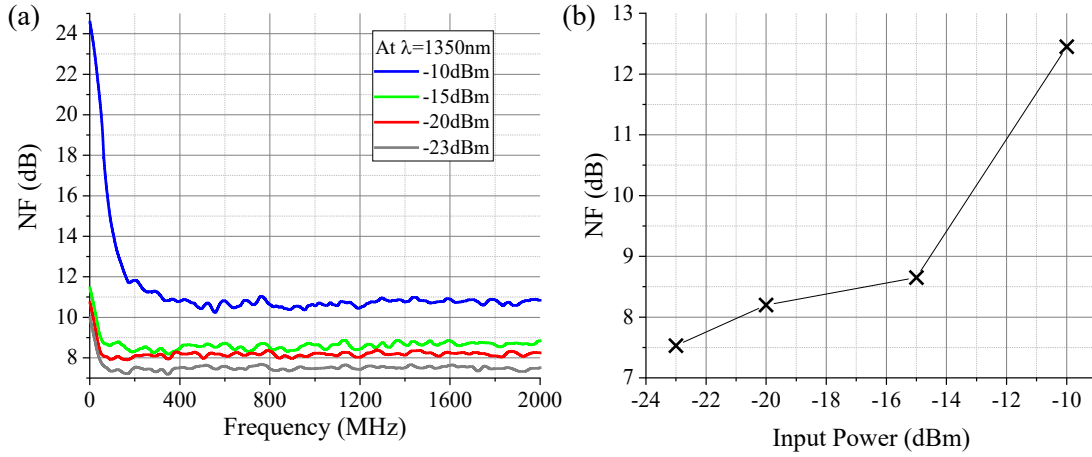 (a)
24
22
20
18
16
14
12
10
8
NF (dB)
At λ=1350nm
-10dBm
-15dBm
-20dBm
-23dBm
0 400 800 1200 1600 2000
Frequency (MHz)
(b)
13
12
11
10
9
8
7
NF (dB)
-24 -22 -20 -18 -16 -14 -12 -10
Input Power (dBm)